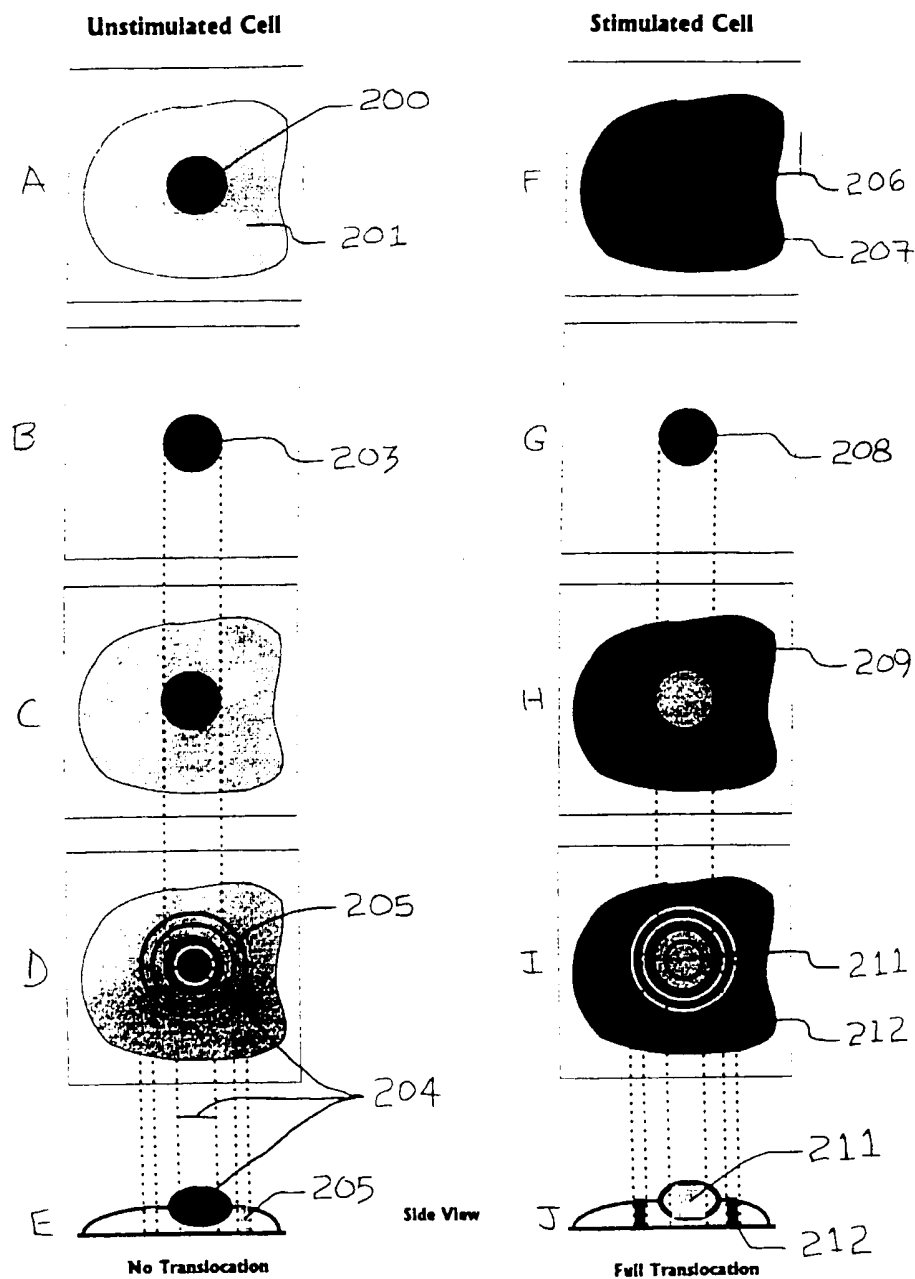 Unstimulated Cell
Stimulated Cell
A
200
201
F
206
207
B
203
G
208
C
H
209
D
205
204
I
211
212
E
205
Side View
J
211
212
No Translocation
Full Translocation